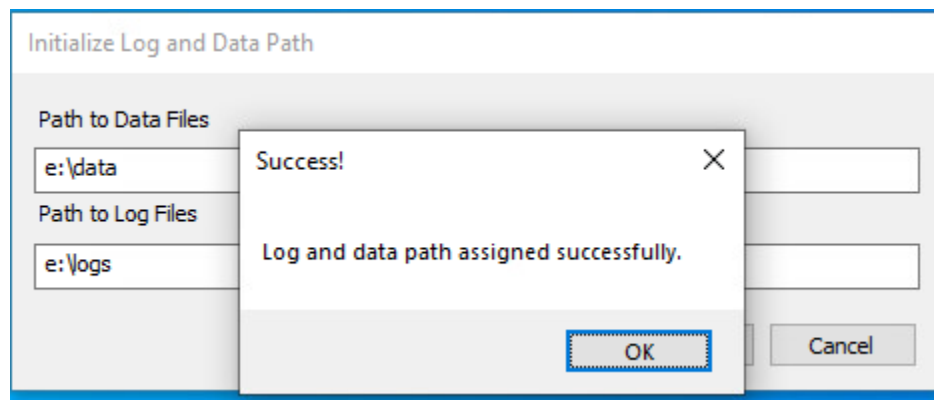 Initialize Log and Data Path
Path to Data Files
e:\data
Success!
Path to Log Files
Log and data path assigned successfully.
e:\logs
OK
Cancel